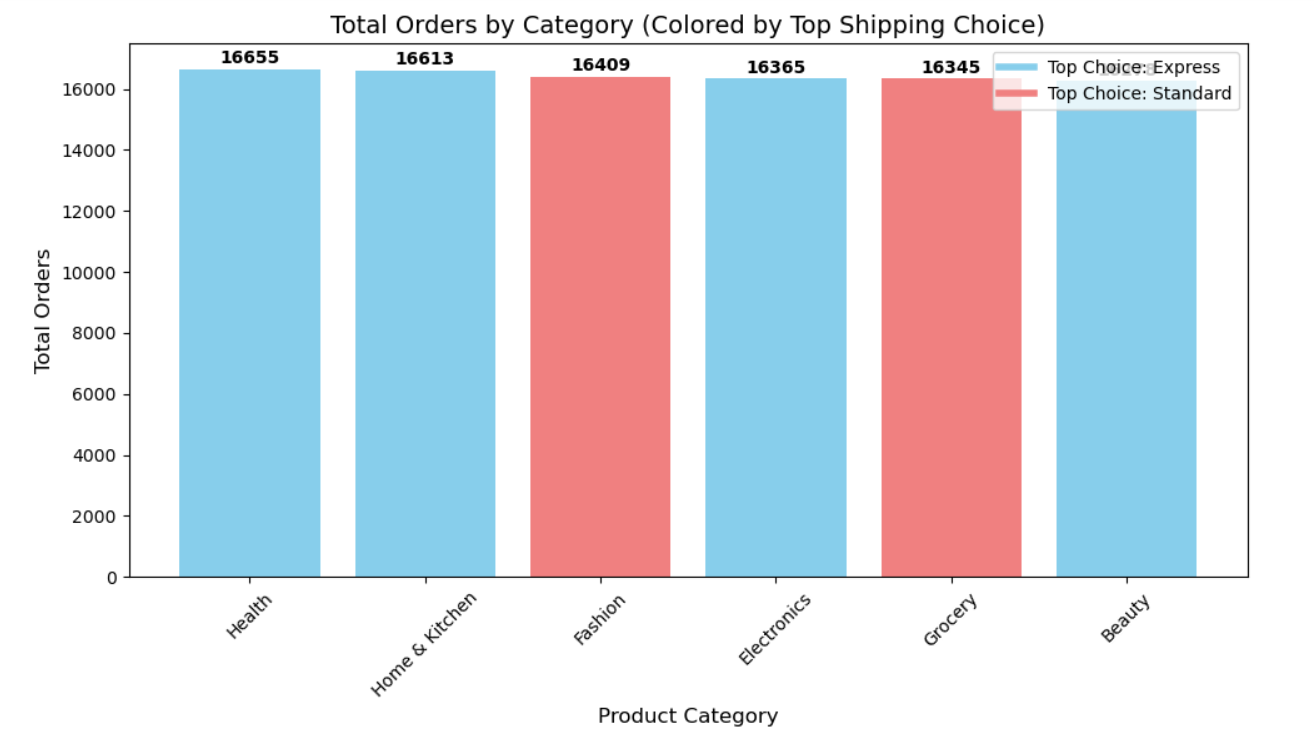 Total Orders by Category (Colored by Top Shipping Choice)
16655
16613
16409
16365
16345
Top Choice: Express
Top Choice: Standard
Total Orders
16000
14000
12000
10000
8000
6000
4000
2000
0
Health
Home & Kitchen
Fashion
Electronics
Grocery
Beauty
Product Category